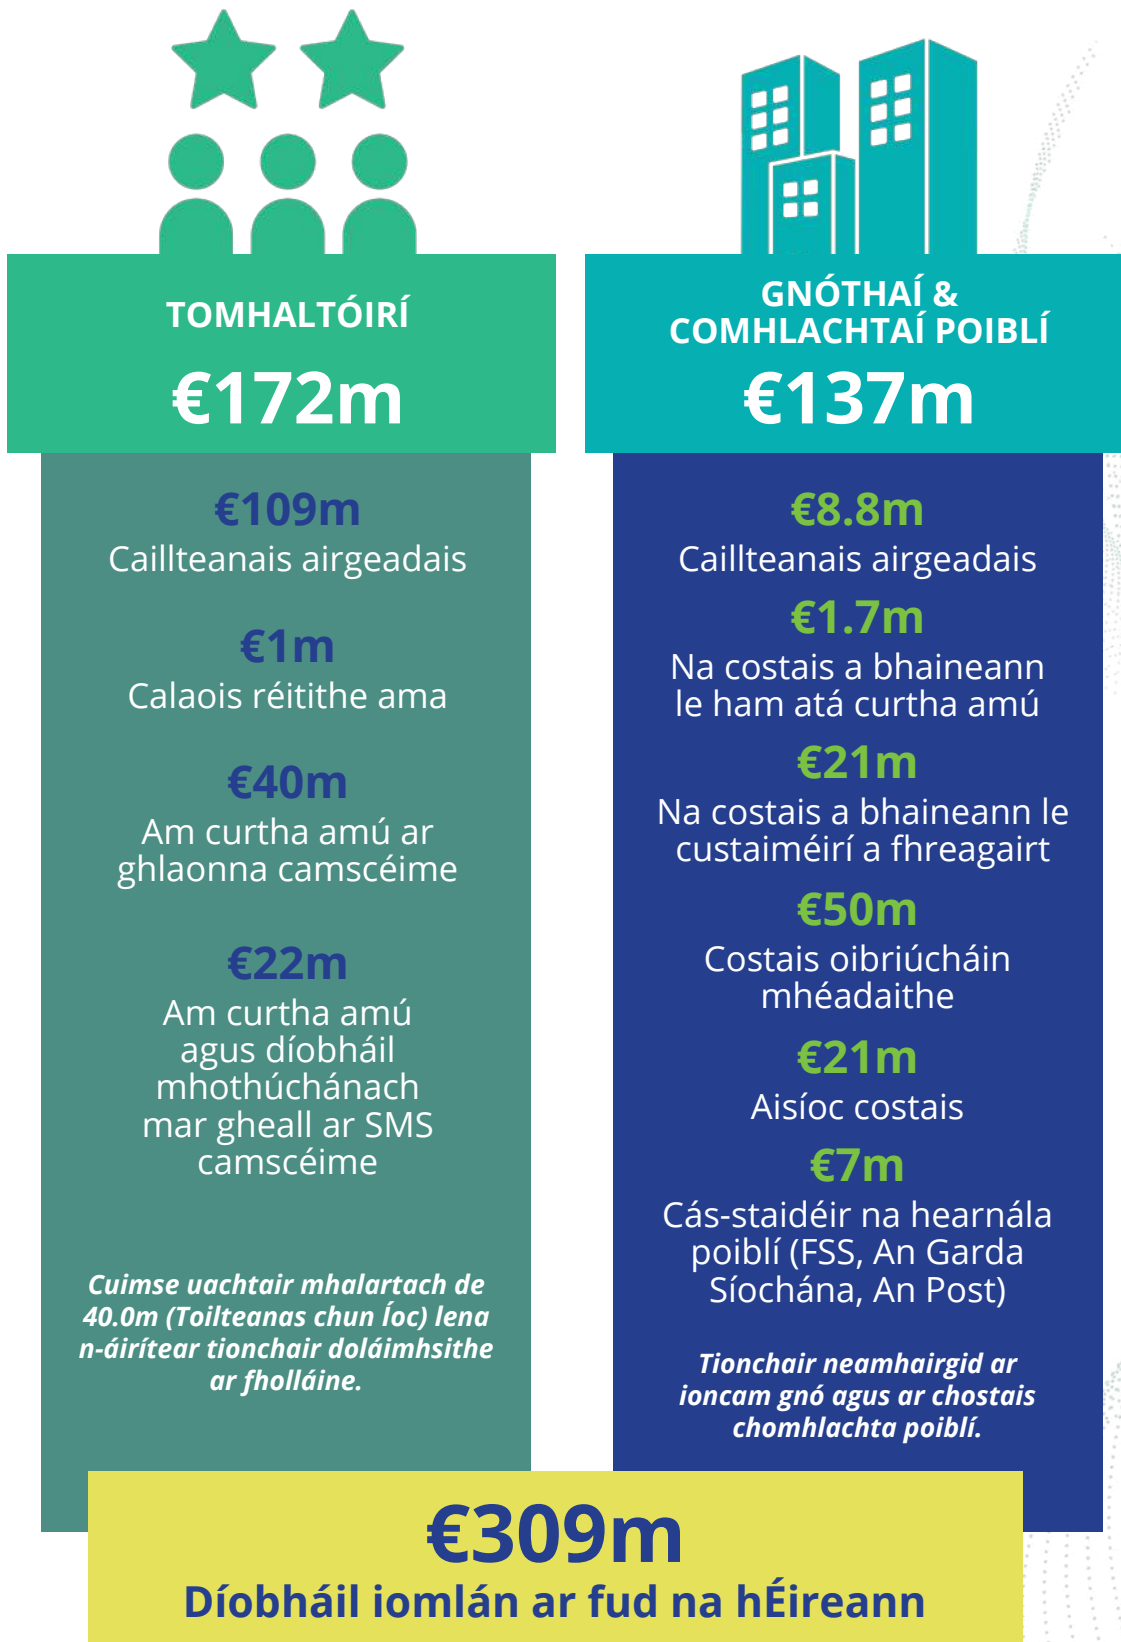 TOMHALTÓIRÍ
€172m
€109m
Caillteanais airgeadais
€1m
Calaois réitithe ama
€40m
Am curtha amú ar
ghlaonna camscéime
€22m
Am curtha amú
agus díobháil
mhothúchánach
mar gheall ar SMS
camscéime
Cuimse uachtair mhalartach de
40.0m (Toilteanas chun Íoc) lena
n-áirítear tionchair doláimhsithe
ar fholláine.
GNÓTHAÍ &
COMHLACHTAÍ POIBLÍ
€137m
€8.8m
Caillteanais airgeadais
€1.7m
Na costais a bhaineann
le ham atá curtha amú
€21m
Na costais a bhaineann le
custaiméirí a fhreagairt
€50m
Costais oibriúcháin
mhéadaithe
€21m
Aisíoc costais
€7m
Cás-staidéir na hearnála
poiblí (FSS, An Garda
Síochána, An Post)
Tionchair neamhairgid ar
ioncam gnó agus ar chostais
chomhlachta poiblí.
€309m
Díobháil iomlán ar fud na hÉireann